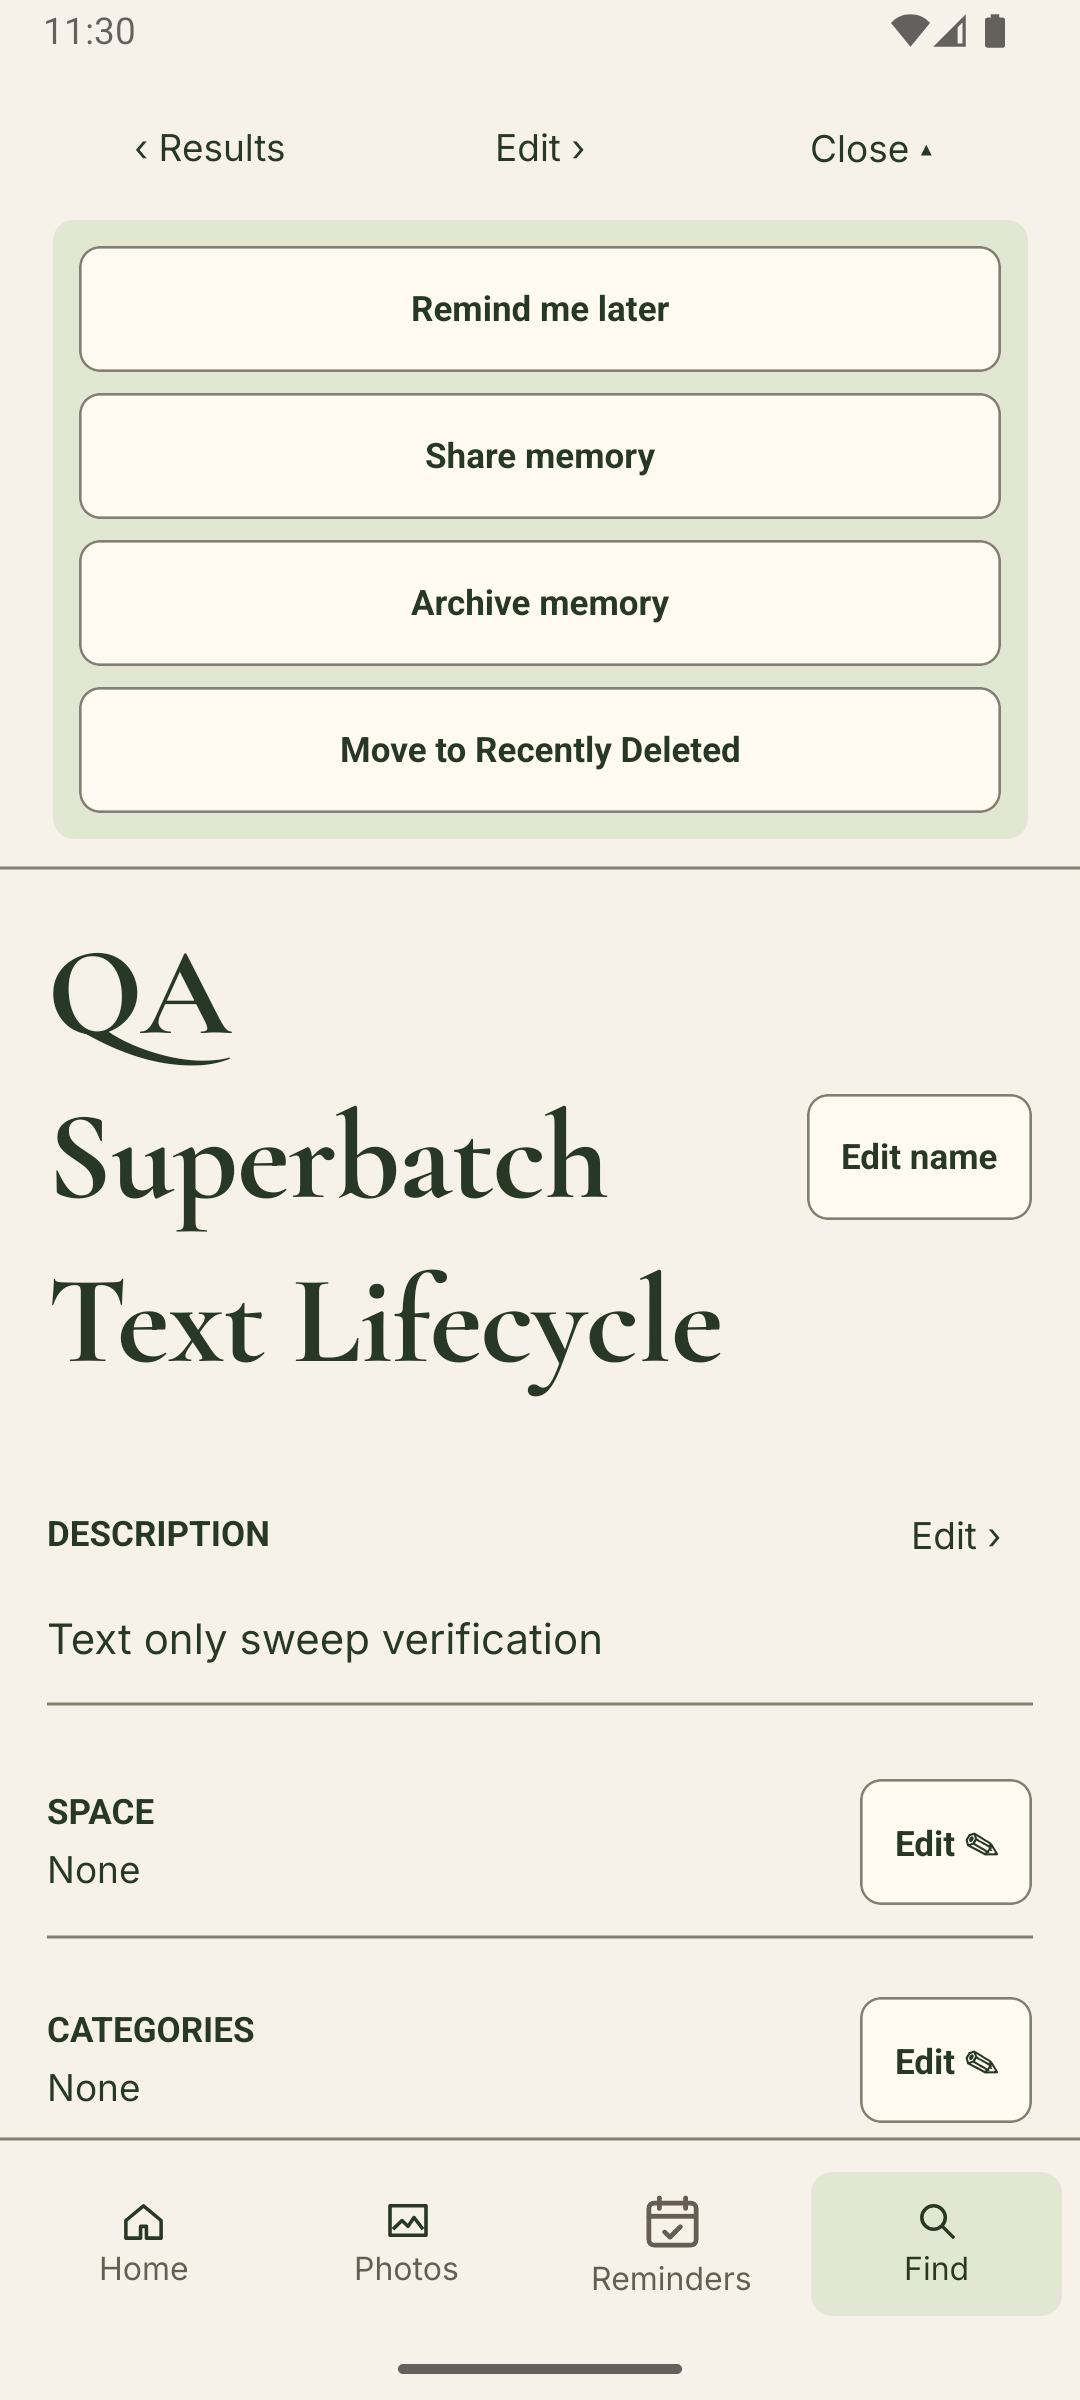 11:30
‹ Results
Edit ›
Close ▴
Remind me later
Share memory
Archive memory
Move to Recently Deleted
QA
Superbatch
Text Lifecycle
Edit name
DESCRIPTION
Edit ›
Text only sweep verification
SPACE
None
Edit ✎
CATEGORIES
None
Edit ✎
Home
Photos
Reminders
Find